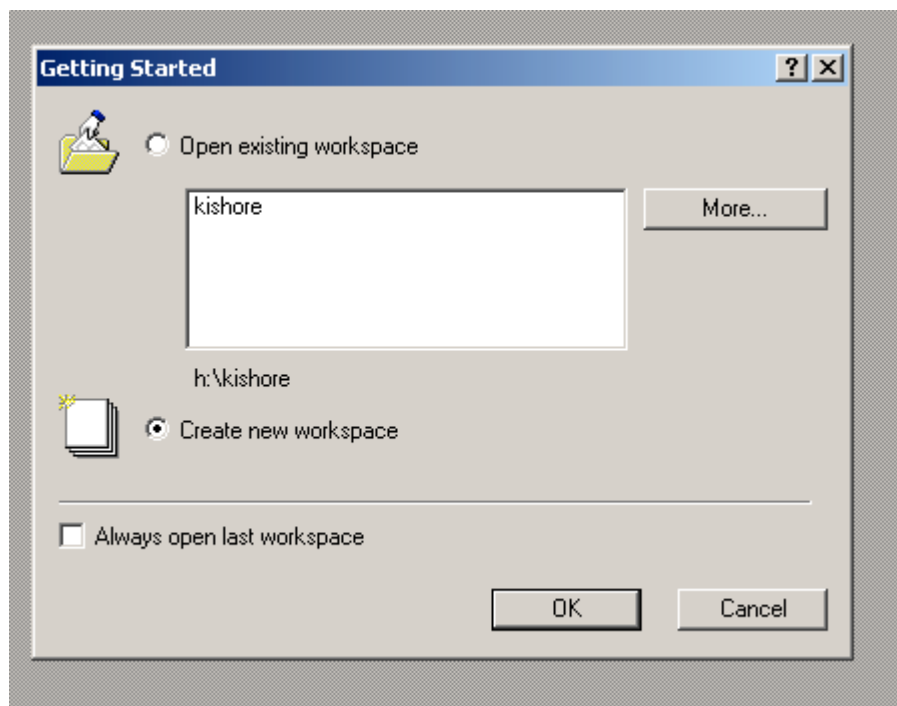 Getting Started
Open existing workspace
kishore
More...
h:\kishore
Create new workspace
Always open last workspace
OK
Cancel